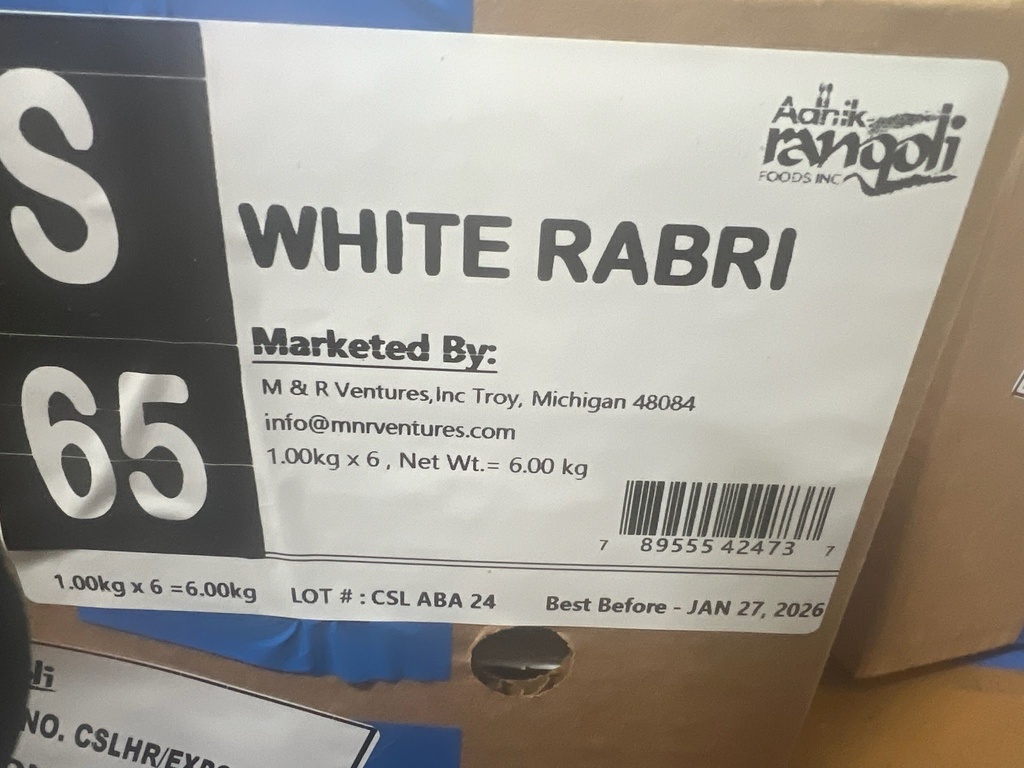 S
65
Adhik
rangoli
FOODS INC
WHITE RABRI
Marketed By:
M & R Ventures,Inc Troy, Michigan 48084
info@mnrventures.com
1.00kg x 6 , Net Wt.= 6.00 kg
7 89555 42473 7
1.00kg x 6 =6.00kg LOT # : CSL ABA 24 Best Before - JAN 27, 2026
li
NO. CSLHR/EXP